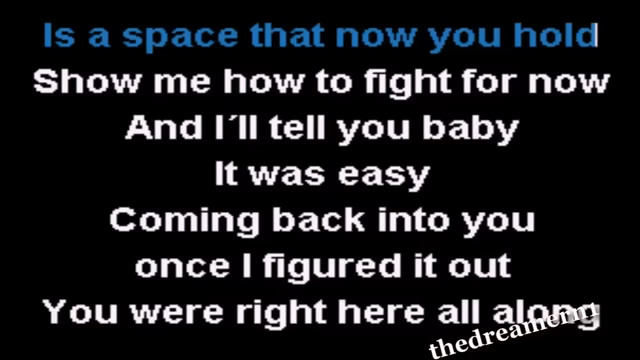 Is a space that now you hold
Show me how to fight for now
And I´ll tell you baby
It was easy
Coming back into you
once I figured it out
You were right here all along